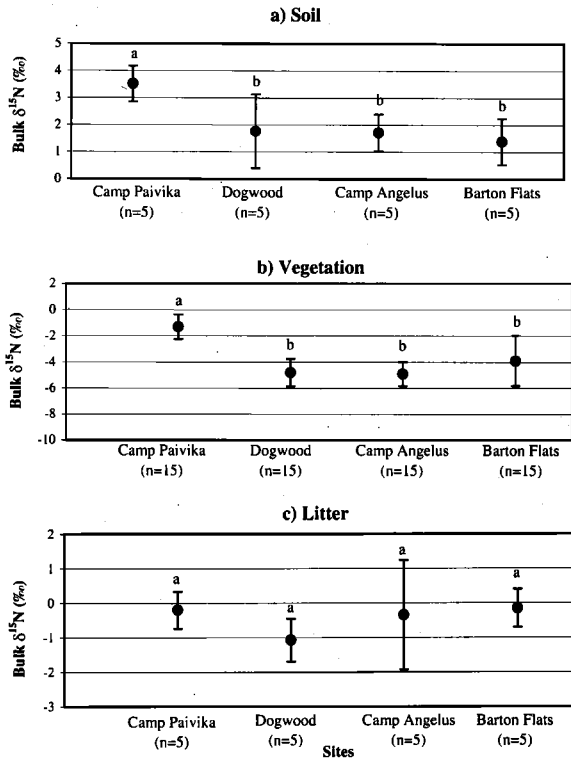 a) Soil
Bulk δ¹⁵N (‰)
5
4
3
2
1
0
a
b
b
b
Camp Paivika
(n=5)
Dogwood
(n=5)
Camp Angelus
(n=5)
Barton Flats
(n=5)
b) Vegetation
Bulk δ¹⁵N (‰)
2
0
-2
-4
-6
-8
-10
a
b
b
b
Camp Paivika
(n=15)
Dogwood
(n=15)
Camp Angelus
(n=15)
Barton Flats
(n=15)
c) Litter
Bulk δ¹⁵N (‰)
2
1
0
-1
-2
-3
a
a
a
a
Camp Paivika
(n=5)
Dogwood
(n=5)
Camp Angelus
(n=5)
Barton Flats
(n=5)
Sites